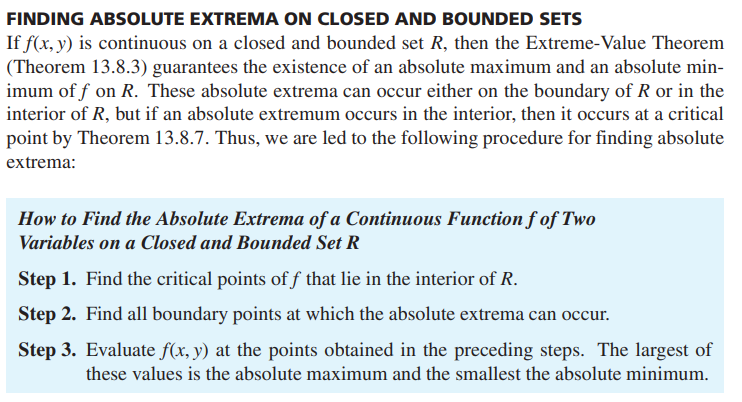 FINDING ABSOLUTE EXTREMA ON CLOSED AND BOUNDED SETS
If f(x, y) is continuous on a closed and bounded set R, then the Extreme-Value Theorem
(Theorem 13.8.3) guarantees the existence of an absolute maximum and an absolute min-
imum of f on R. These absolute extrema can occur either on the boundary of R or in the
interior of R, but if an absolute extremum occurs in the interior, then it occurs at a critical
point by Theorem 13.8.7. Thus, we are led to the following procedure for finding absolute
extrema:
How to Find the Absolute Extrema of a Continuous Function f of Two
Variables on a Closed and Bounded Set R
Step 1. Find the critical points of f that lie in the interior of R.
Step 2. Find all boundary points at which the absolute extrema can occur.
Step 3. Evaluate f(x, y) at the points obtained in the preceding steps. The largest of
these values is the absolute maximum and the smallest the absolute minimum.